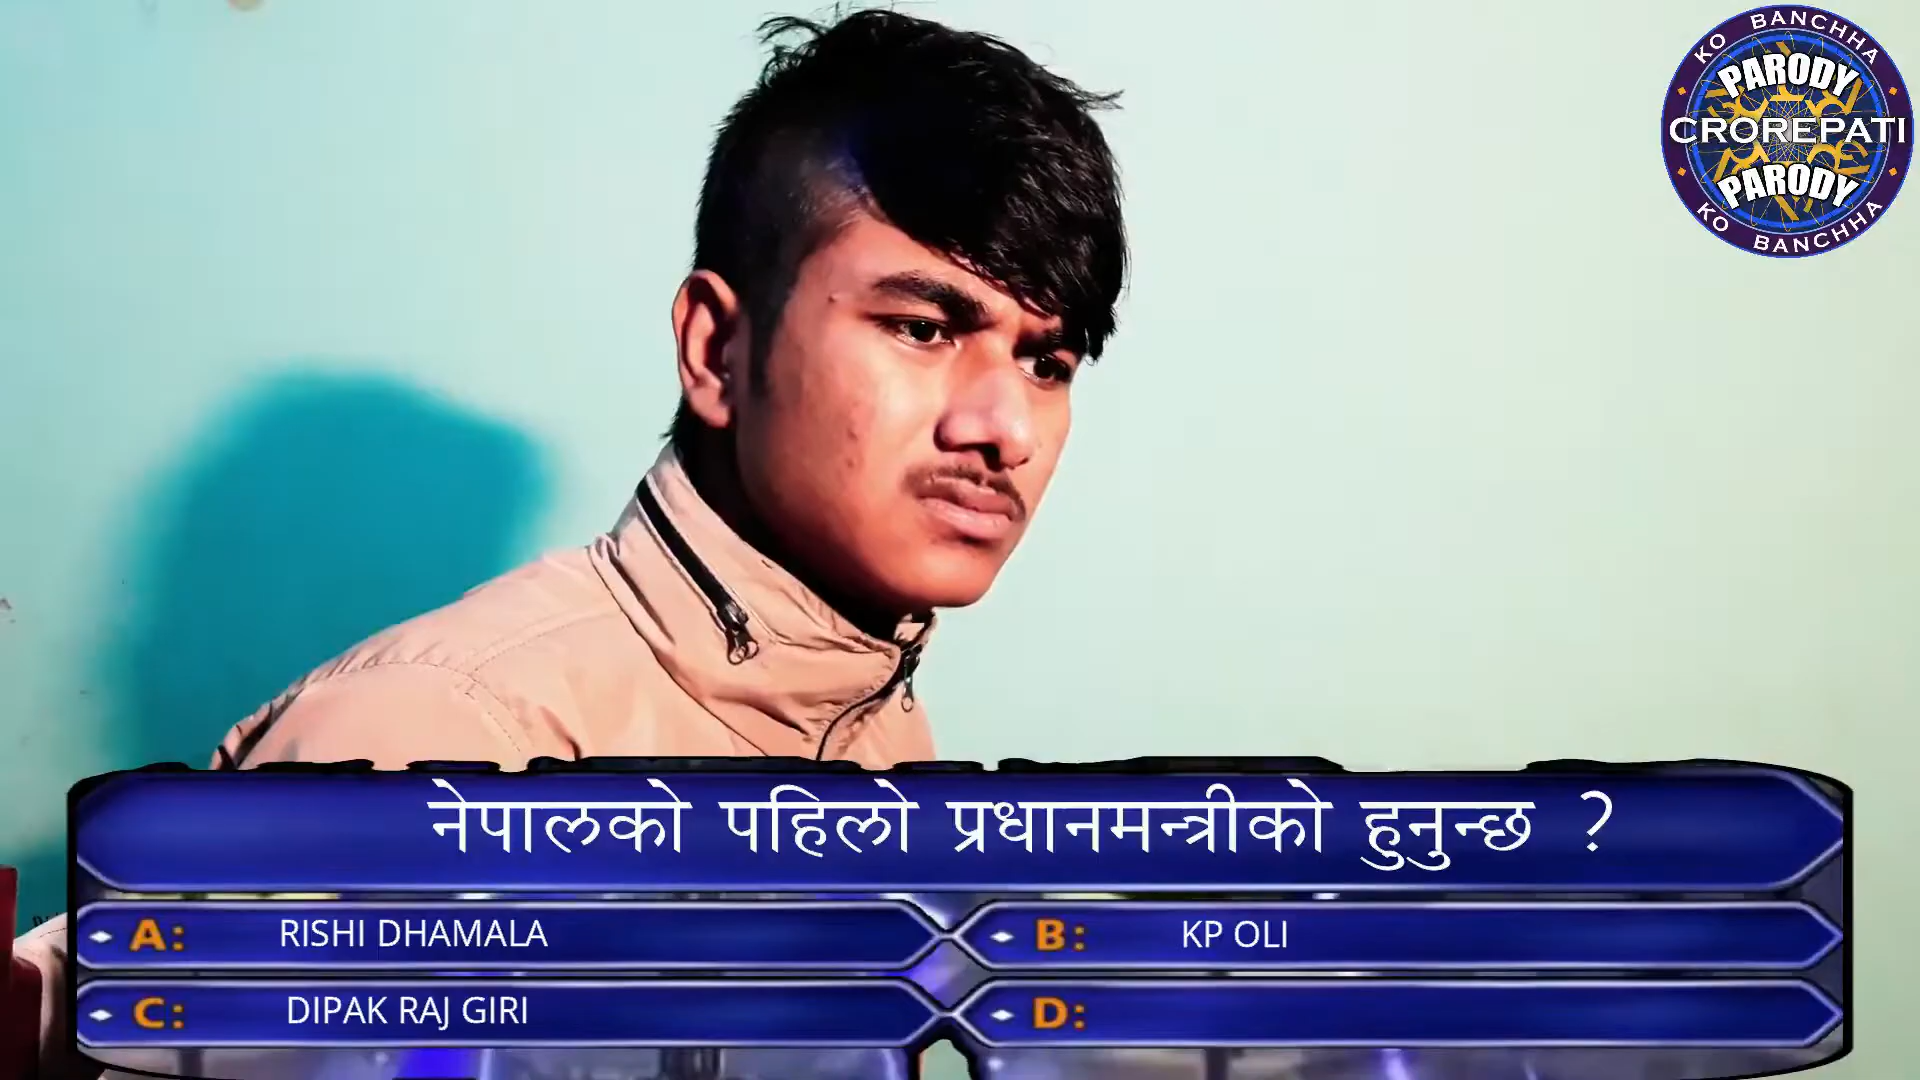 KO BANCHHA
PARODY
CROREPATI
PARODY
KO BANCHHA
नेपालको पहिलो प्रधानमन्त्रीको हुनुन्छ ?
A: RISHI DHAMALA
B: KP OLI
C: DIPAK RAJ GIRI
D: